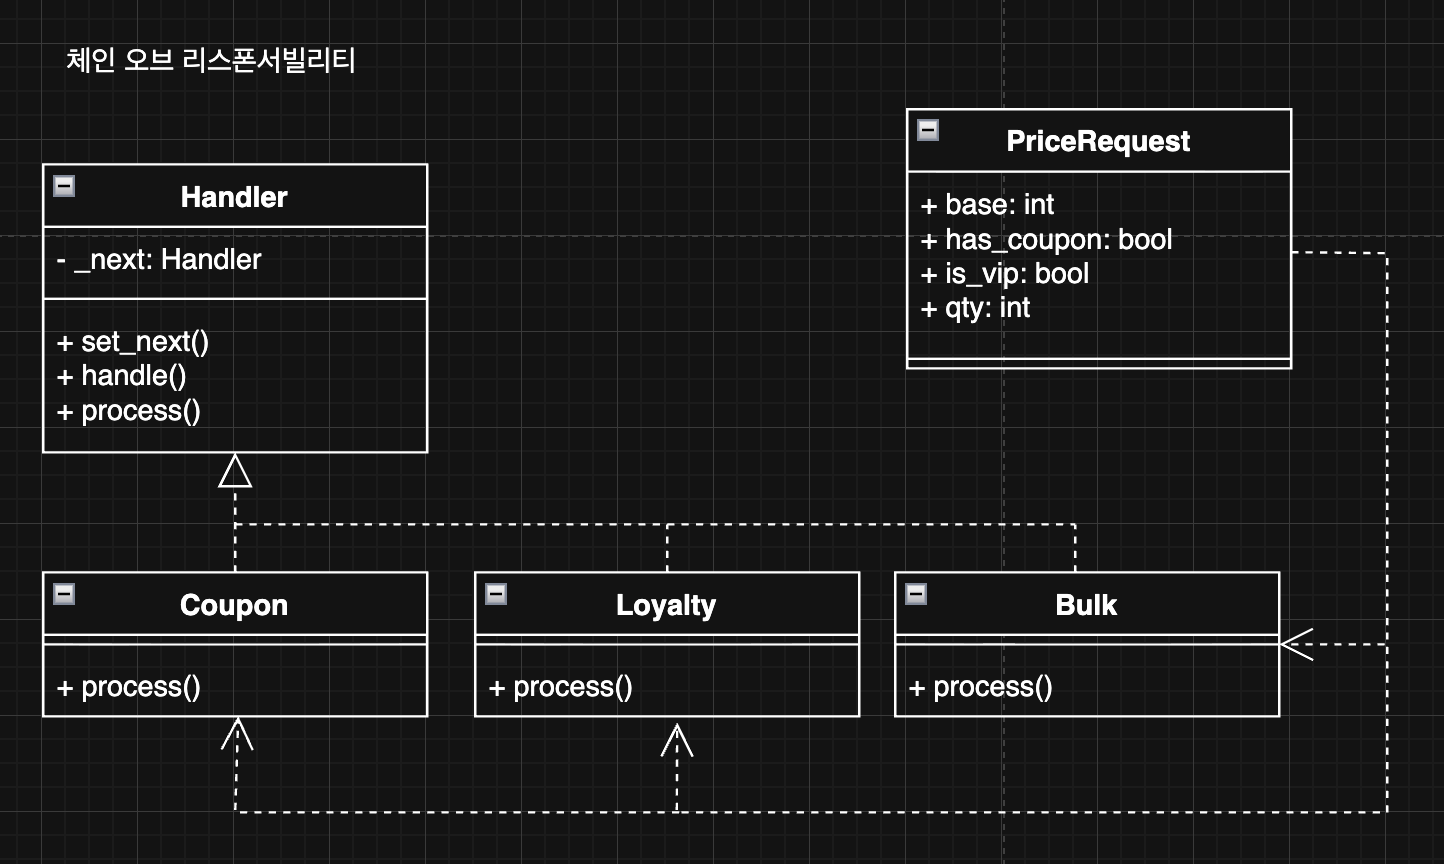 체인 오브 리스폰서빌리티
PriceRequest
+ base: int
+ has_coupon: bool
+ is_vip: bool
+ qty: int
Handler
- _next: Handler
+ set_next()
+ handle()
+ process()
Coupon
+ process()
Loyalty
+ process()
Bulk
+ process()